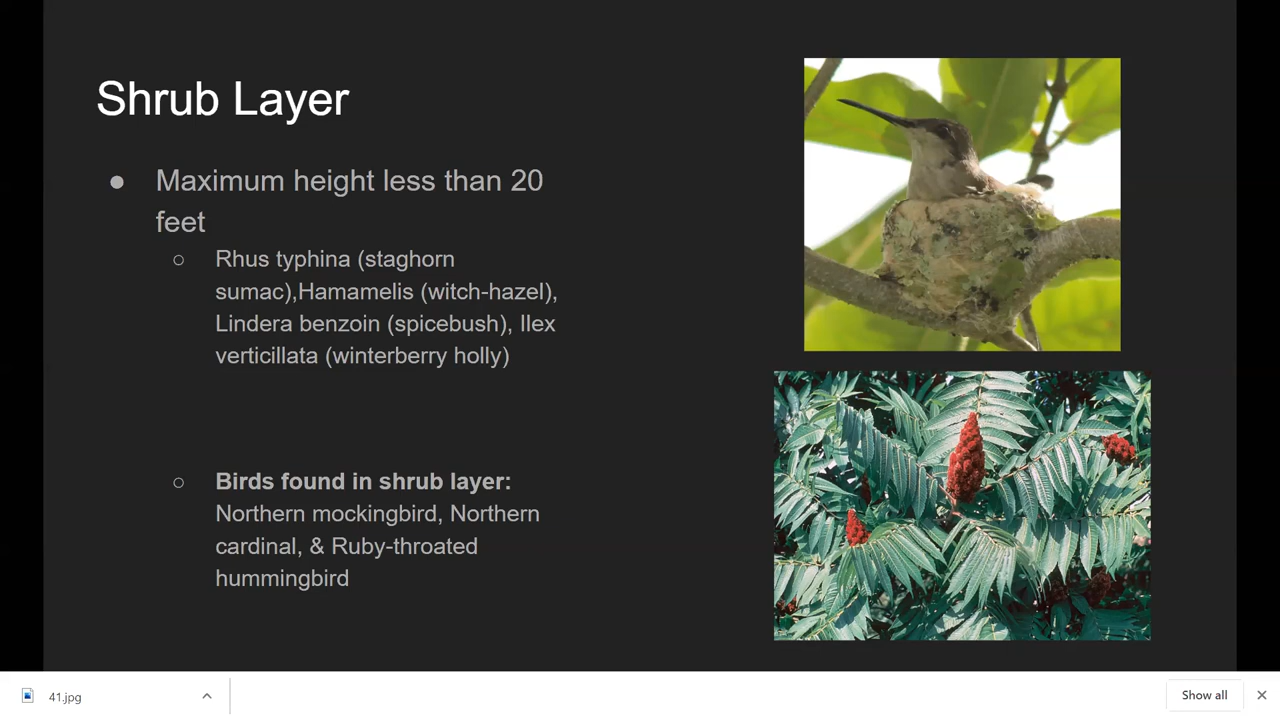 Shrub Layer
● Maximum height less than 20
feet
○ Rhus typhina (staghorn
sumac),Hamamelis (witch-hazel),
Lindera benzoin (spicebush), Ilex
verticillata (winterberry holly)
○ Birds found in shrub layer:
Northern mockingbird, Northern
cardinal, & Ruby-throated
hummingbird
41.jpg
Show all